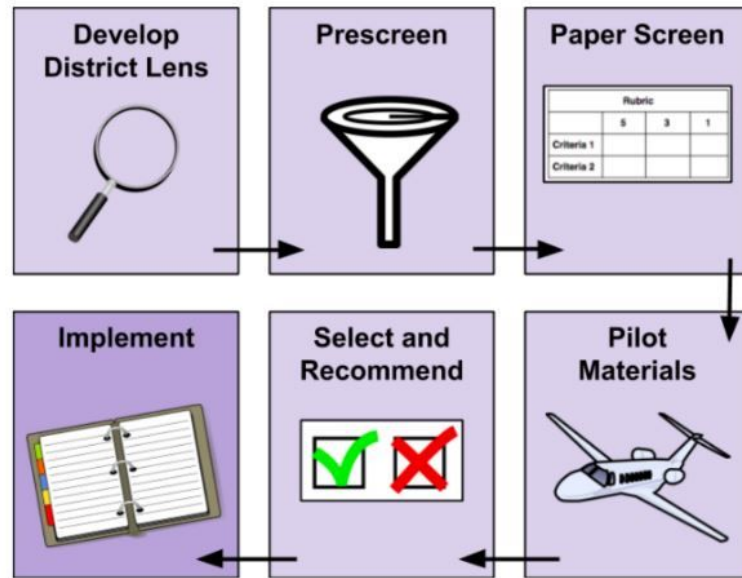 Develop
District Lens
Prescreen
Paper Screen
Rubric
5 3 1
Criteria 1
Criteria 2
Implement
Select and
Recommend
Pilot
Materials